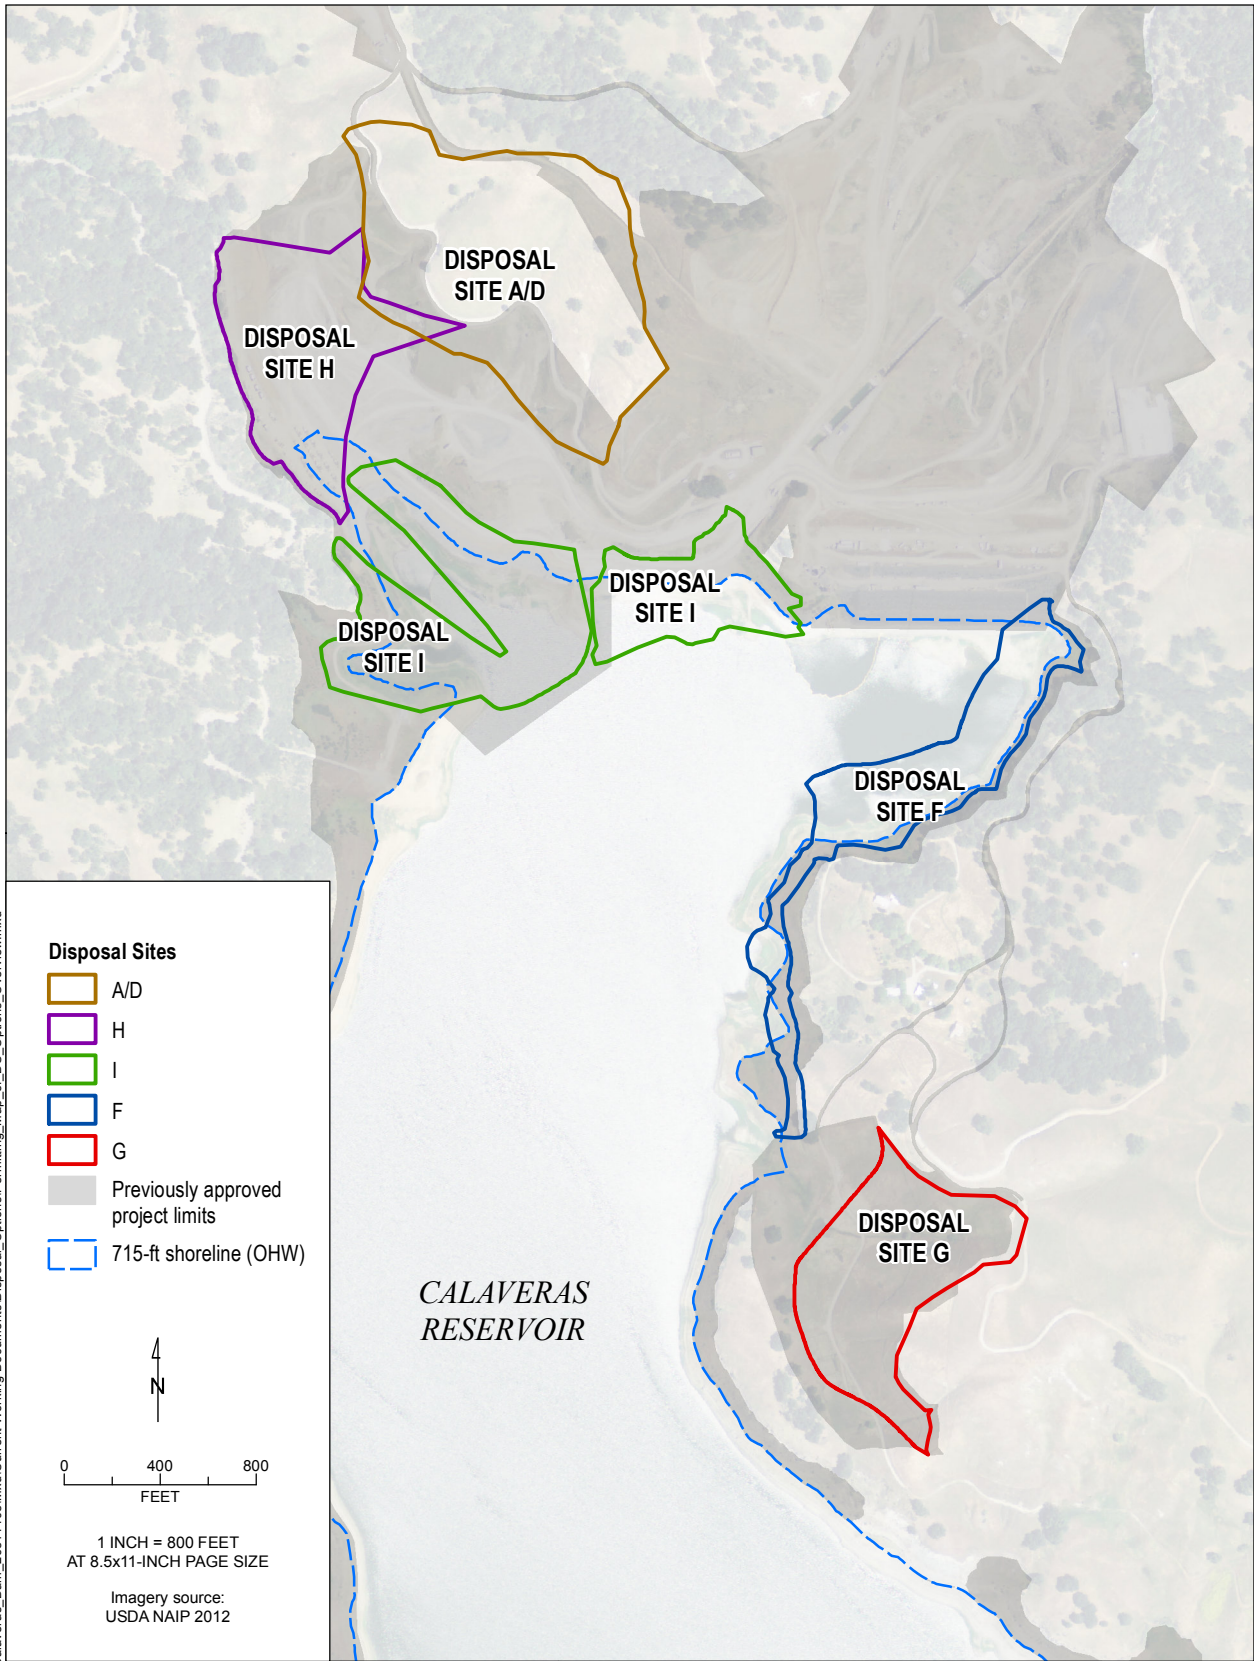 DISPOSAL
SITE A/D
DISPOSAL
SITE H
DISPOSAL
SITE I
DISPOSAL
SITE I
DISPOSAL
SITE F
DISPOSAL
SITE G
CALAVERAS
RESERVOIR
Disposal Sites
A/D
H
I
F
G
Previously approved
project limits
715-ft shoreline (OHW)
N
0 400 800
FEET
1 INCH = 800 FEET
AT 8.5x11-INCH PAGE SIZE
Imagery source:
USDA NAIP 2012